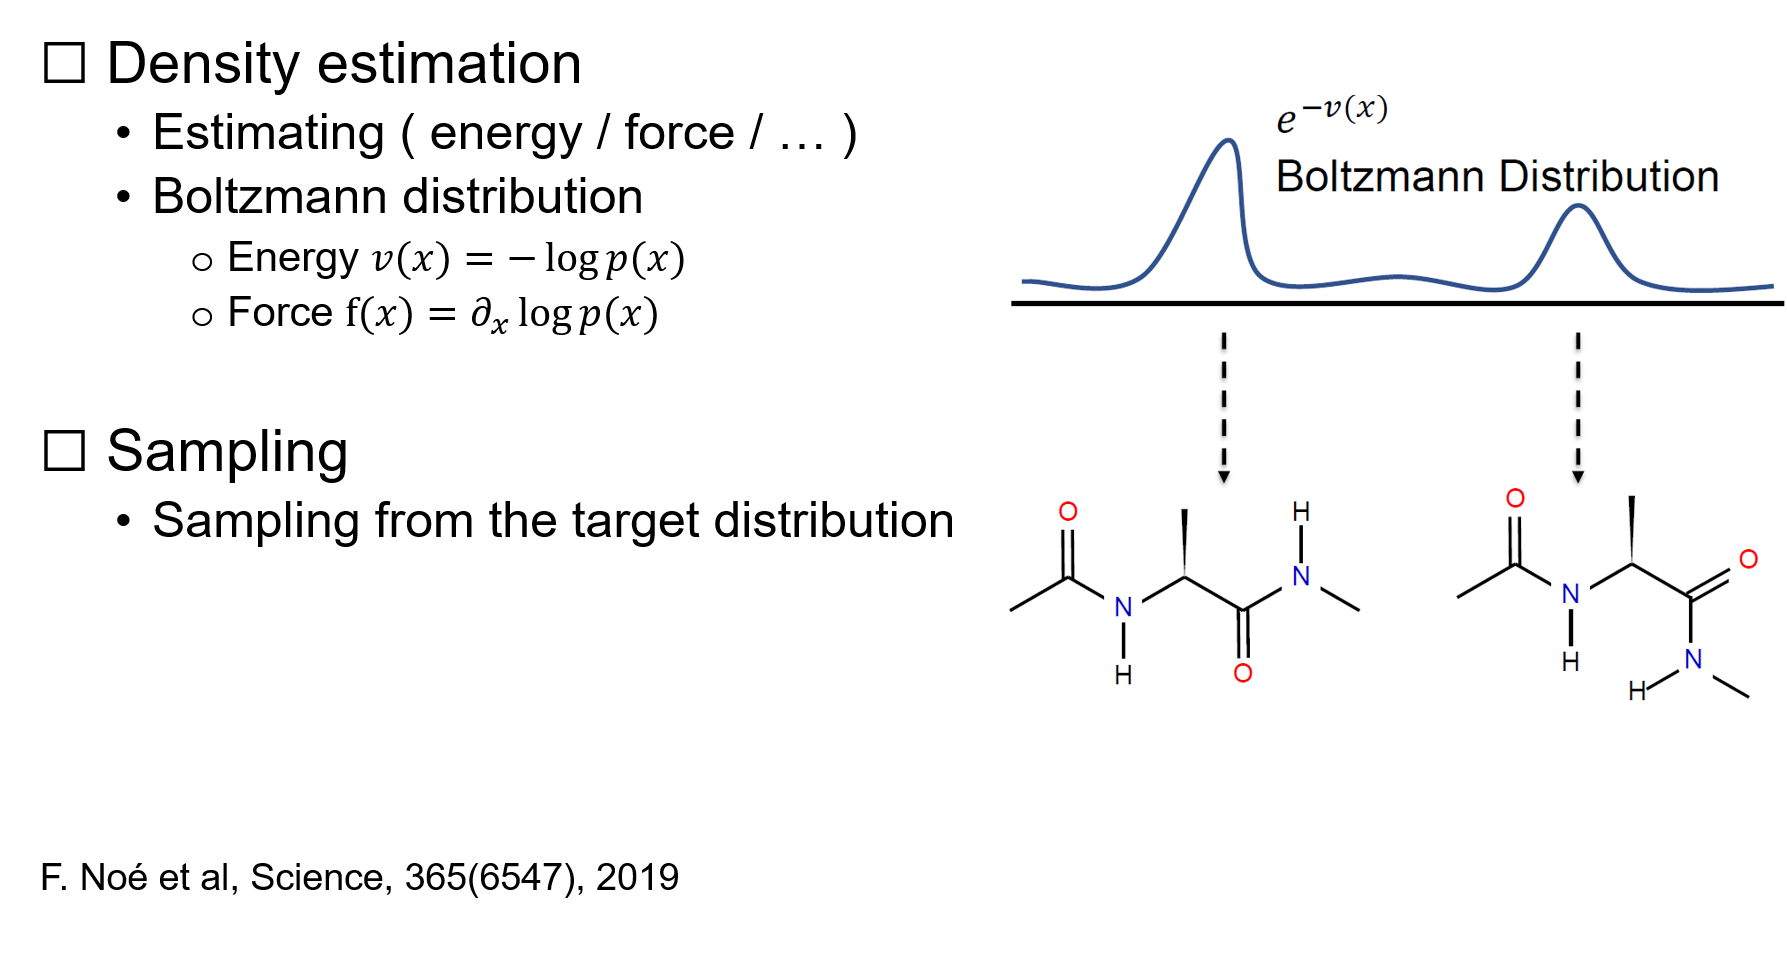 □ Density estimation
• Estimating ( energy / force / … )
• Boltzmann distribution
○ Energy 𝑣(𝑥) = − log 𝑝(𝑥)
○ Force f(𝑥) = ∂ₓ log 𝑝(𝑥)
□ Sampling
• Sampling from the target distribution
F. Noé et al, Science, 365(6547), 2019
𝑒^{−𝑣(𝑥)}
Boltzmann Distribution
O
H
N
N
H
O
O
O
N
H
N
H